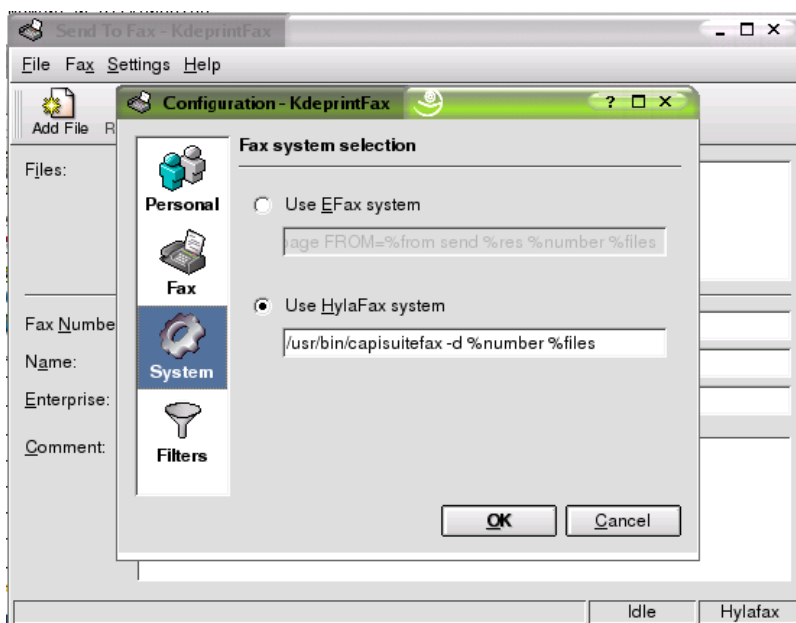 Send To Fax - KdeprintFax
File Fax Settings Help
Add File R
Files:
Fax Numbe
Name:
Enterprise:
Comment:
Configuration - KdeprintFax
Personal
Fax
System
Filters
Fax system selection
Use EFax system
page FROM=%from send %res %number %files
Use HylaFax system
/usr/bin/capisuitefax -d %number %files
OK Cancel
Idle Hylafax